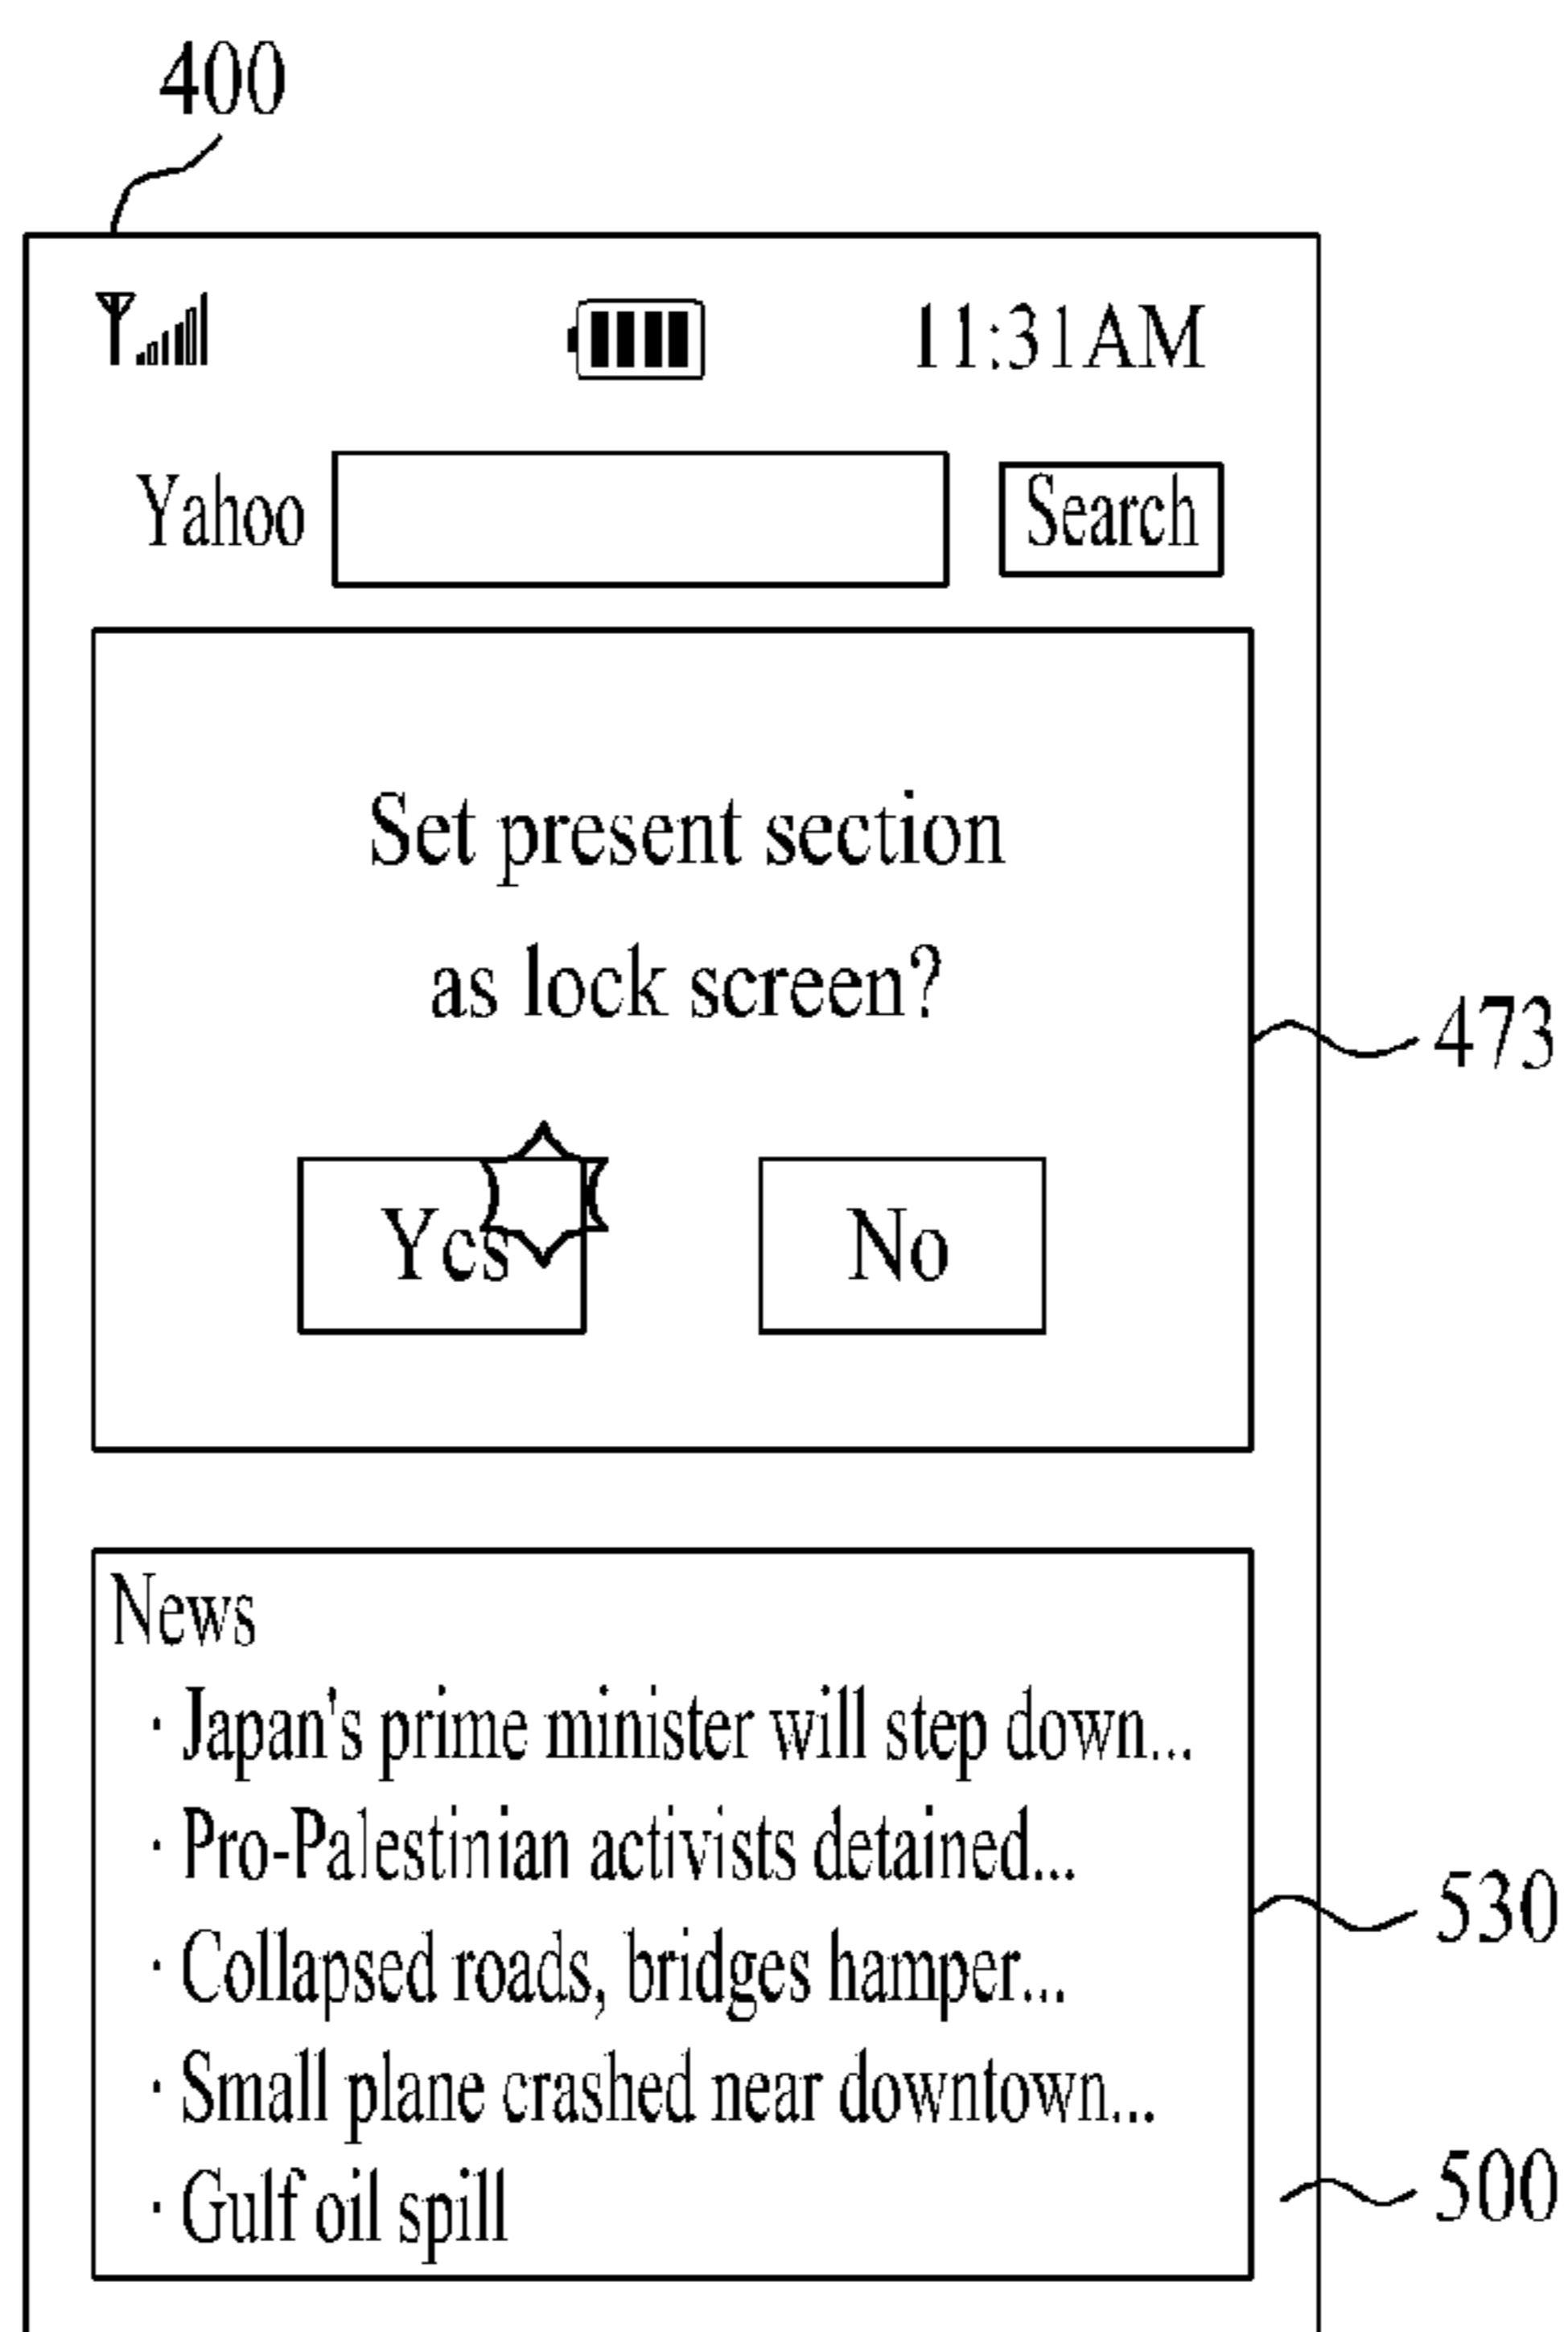 400
11:31AM
Yahoo Search
Set present section
as lock screen?
473
Yes No
News
· Japan's prime minister will step down...
· Pro-Palestinian activists detained...
530
· Collapsed roads, bridges hamper...
· Small plane crashed near downtown...
500
· Gulf oil spill